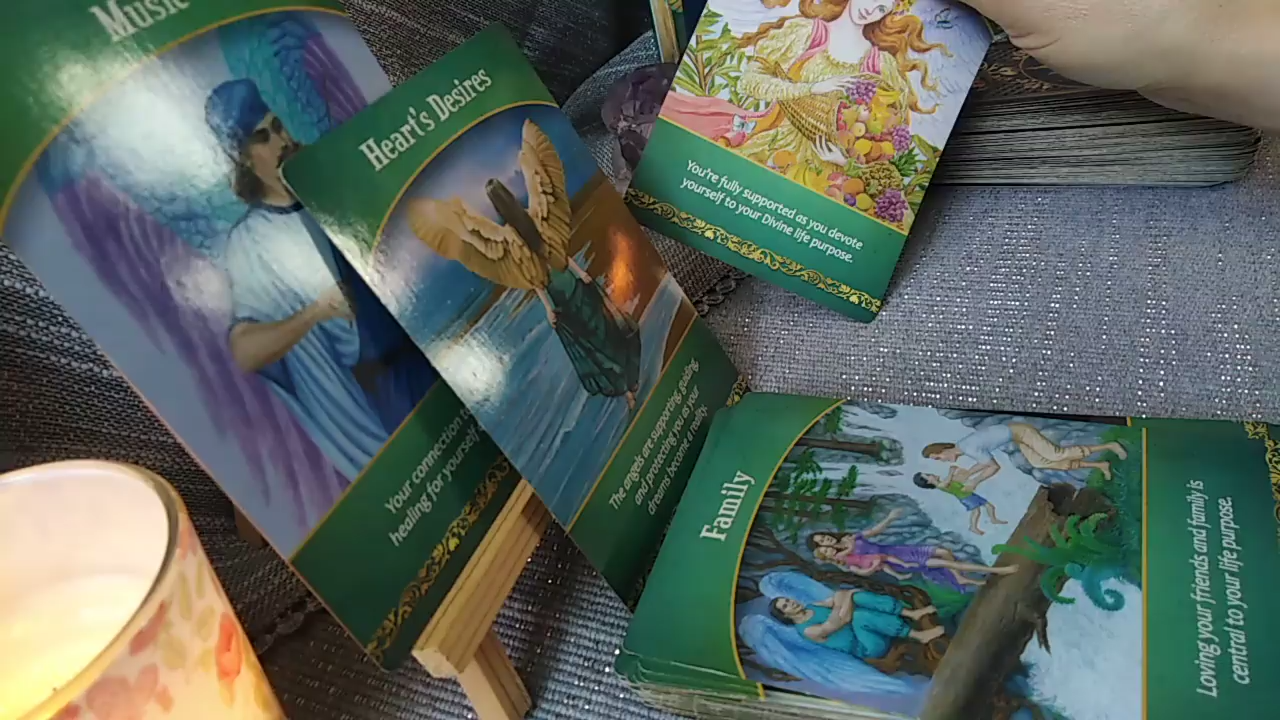 Music
Your connection to
healing for yourself
Heart's Desires
The angels are supporting, guiding,
and protecting you as your
dreams become a reality.
You're fully supported as you devote
yourself to your Divine life purpose.
Family
Loving your friends and family is
central to your life purpose.